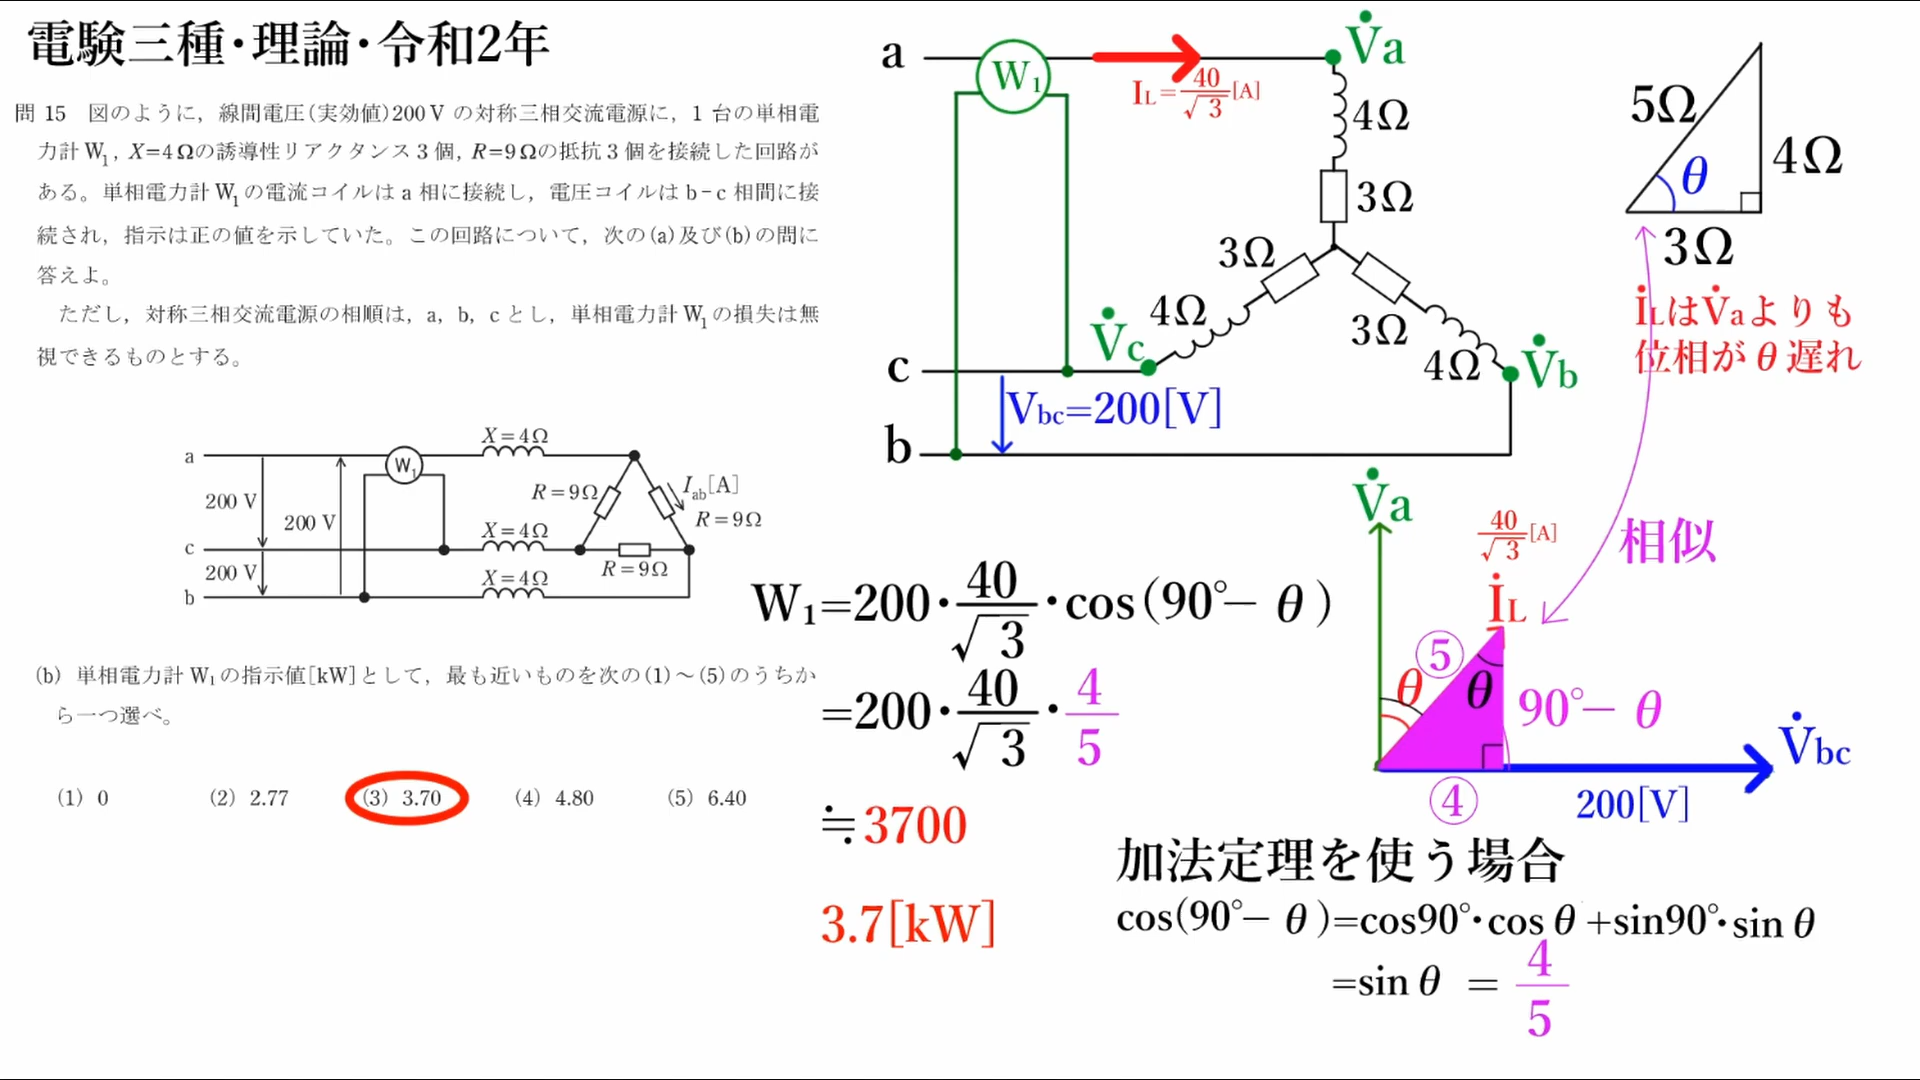 電験三種・理論・令和2年
問 15　図のように，線間電圧(実効値)200 V の対称三相交流電源に，1 台の単相電
力計 W₁，X=4 Ωの誘導性リアクタンス 3 個，R=9 Ωの抵抗 3 個を接続した回路が
ある。単相電力計 W₁ の電流コイルは a 相に接続し，電圧コイルは b－c 相間に接
続され，指示は正の値を示していた。この回路について，次の(a)及び(b)の問に
答えよ。
ただし，対称三相交流電源の相順は，a，b，c とし，単相電力計 W₁ の損失は無
視できるものとする。
a
c
b
200 V
200 V
200 V
W₁
X=4Ω
X=4Ω
X=4Ω
R=9Ω
I_ab[A]
R=9Ω
R=9Ω
(b) 単相電力計 W₁ の指示値[kW]として，最も近いものを次の(1)～(5)のうちか
ら一つ選べ。
(1) 0　(2) 2.77　(3) 3.70　(4) 4.80　(5) 6.40
a
W₁
I_L=40/√3[A]
V̇a
4Ω
3Ω
3Ω
4Ω
3Ω
4Ω
V̇c
V̇b
c
b
Vbc=200[V]
5Ω
4Ω
θ
3Ω
İLはV̇aよりも
位相が θ 遅れ
相似
V̇a
40/√3[A]
İL
⑤
θ
θ
90°－ θ
④
V̇bc
200[V]
W₁=200・40/√3・cos(90°－ θ )
=200・40/√3・4/5
≒3700
3.7[kW]
加法定理を使う場合
cos(90°－ θ )=cos90°・cos θ +sin90°・sin θ
=sin θ = 4/5